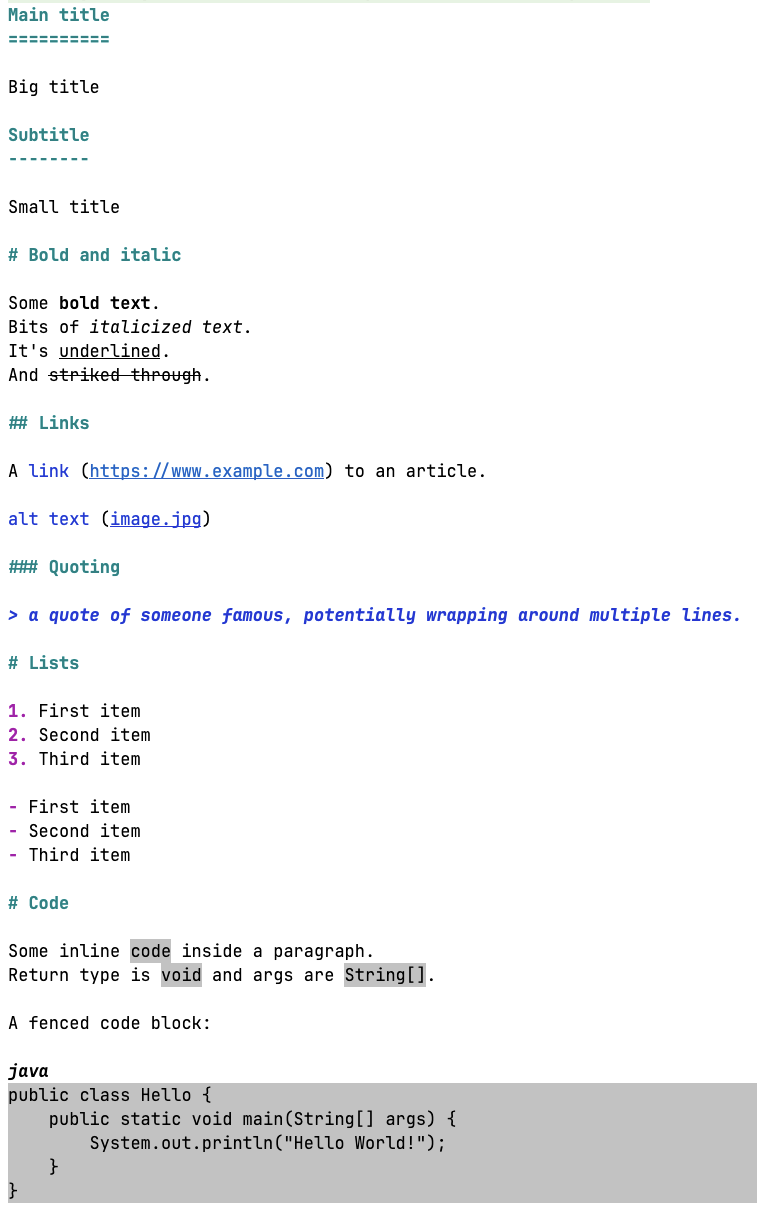 Main title
==========
Big title
Subtitle
--------
Small title
# Bold and italic
Some bold text.
Bits of italicized text.
It's underlined.
And striked through.
## Links
A link (https://www.example.com) to an article.
alt text (image.jpg)
### Quoting
> a quote of someone famous, potentially wrapping around multiple lines.
# Lists
1. First item
2. Second item
3. Third item
- First item
- Second item
- Third item
# Code
Some inline code inside a paragraph.
Return type is void and args are String[].
A fenced code block:
java
public class Hello {
    public static void main(String[] args) {
        System.out.println("Hello World!");
    }
}